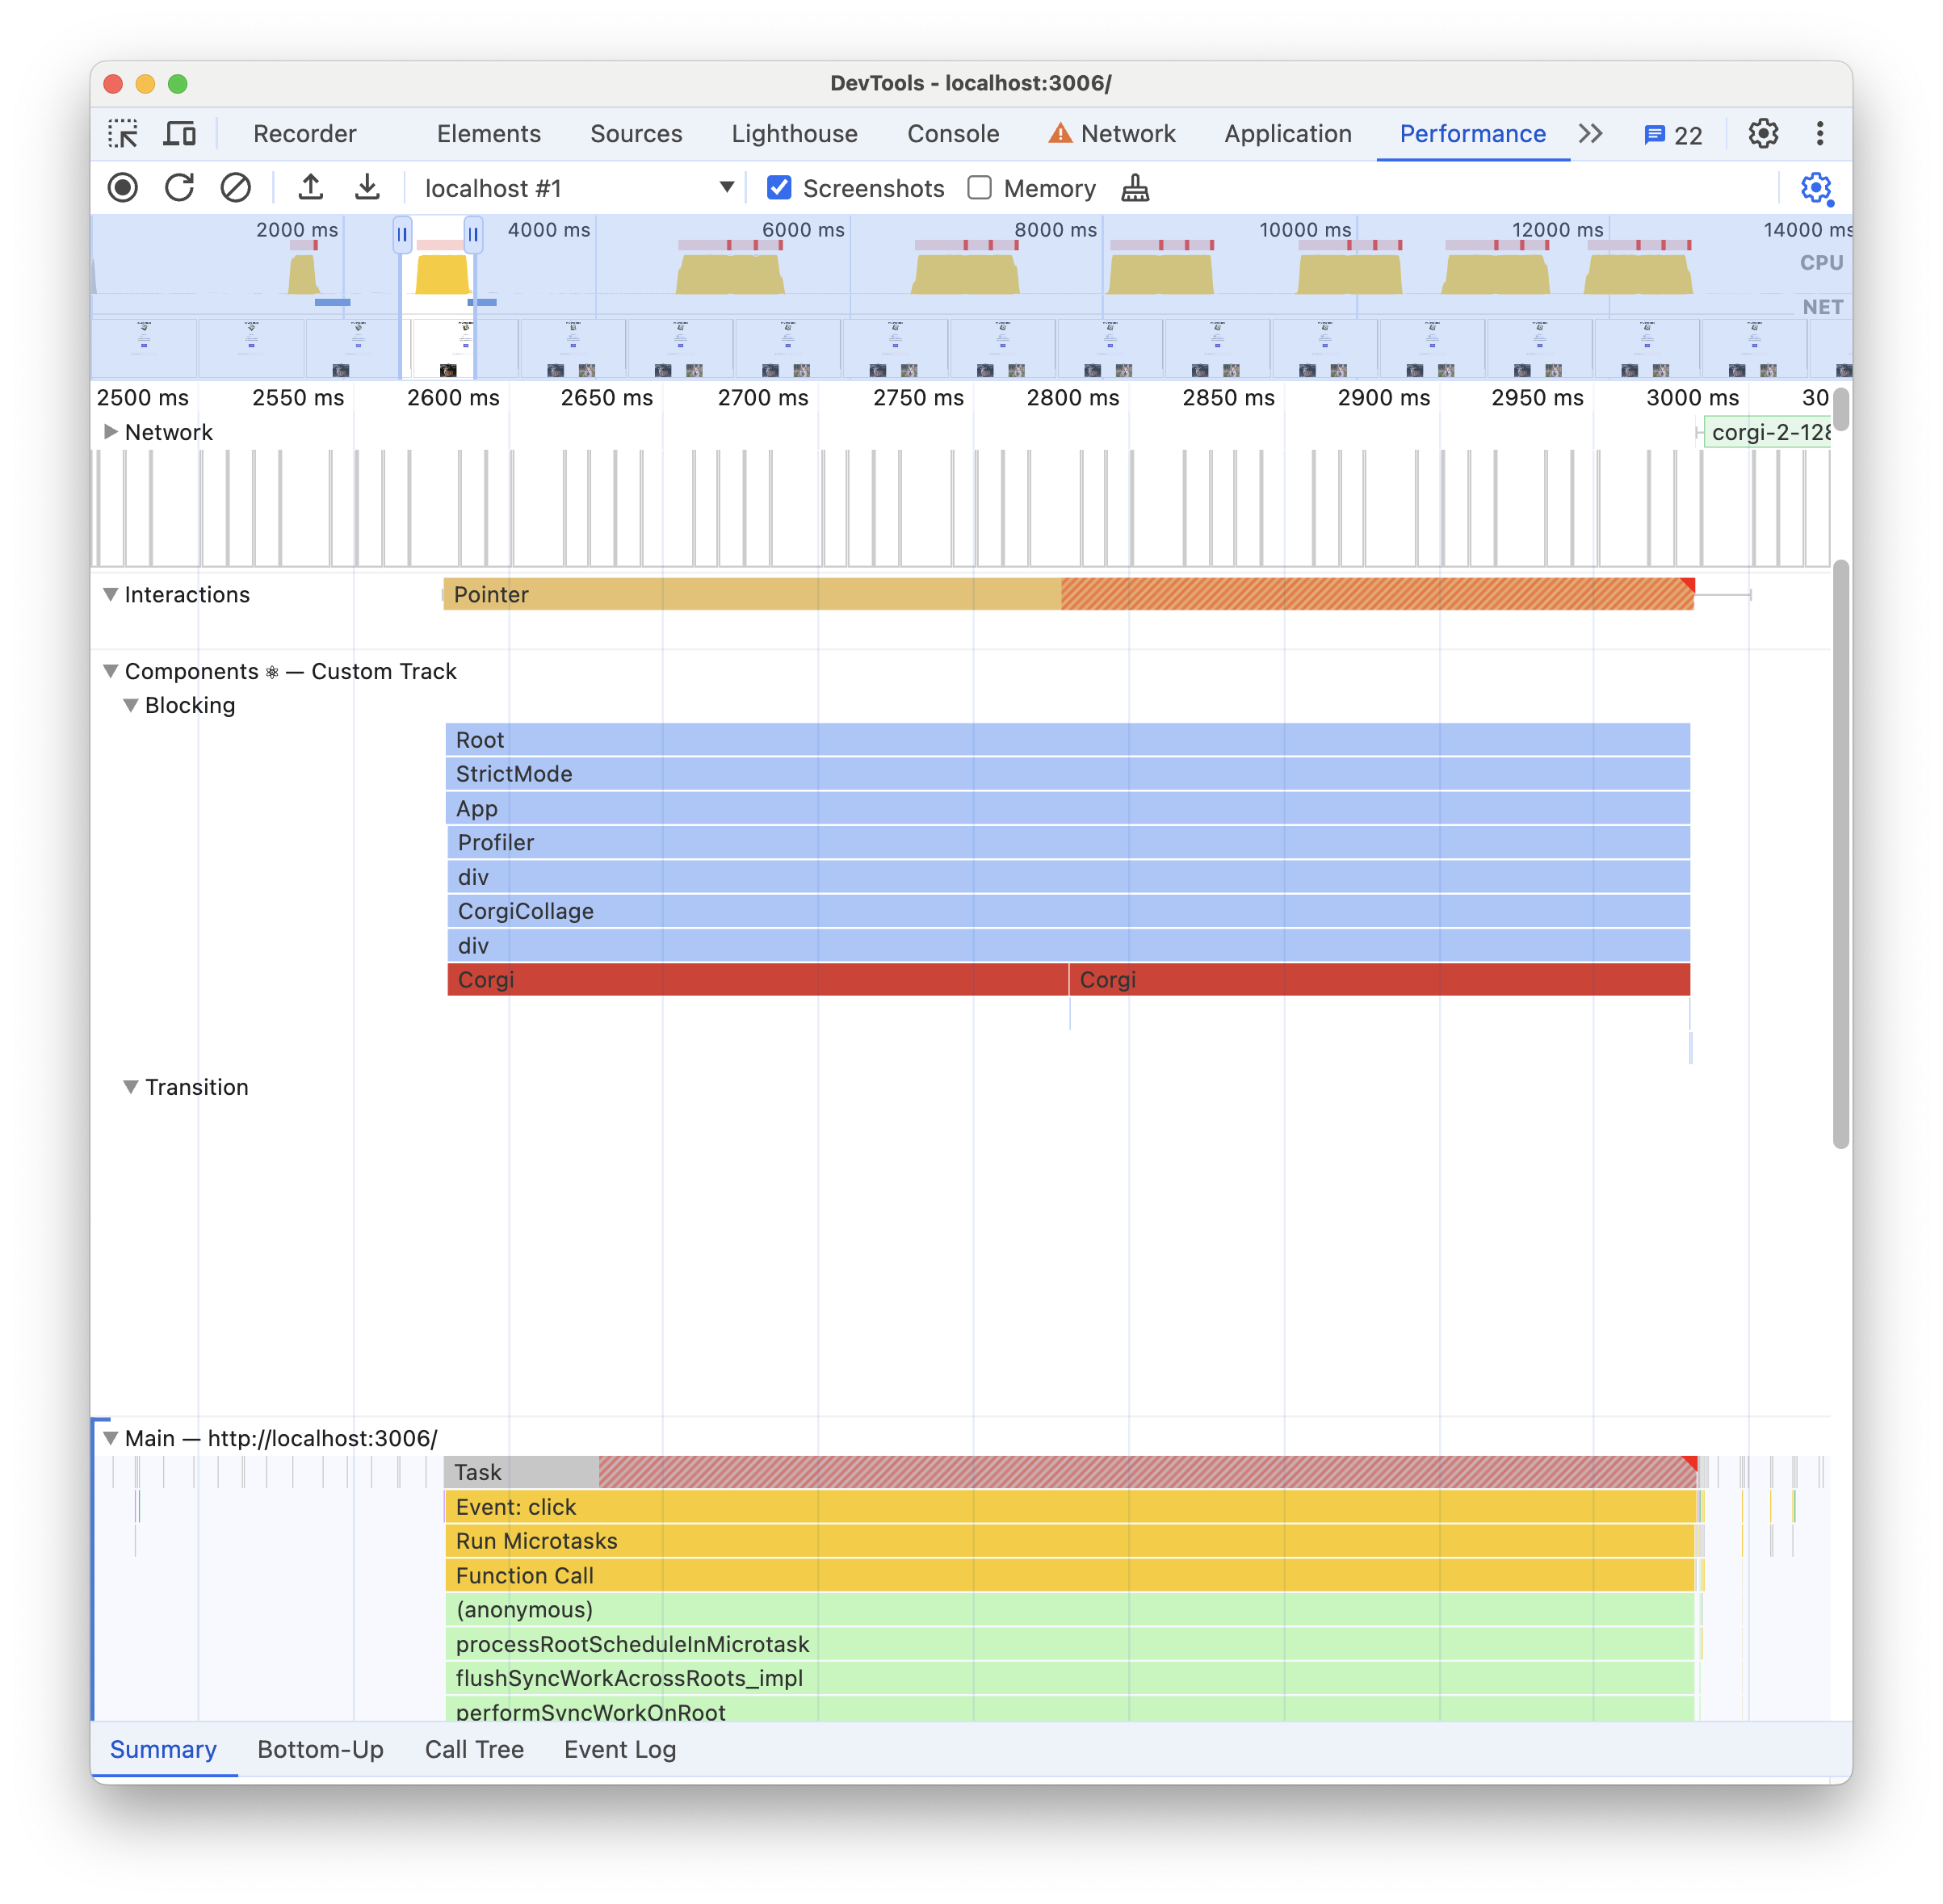 DevTools - localhost:3006/
Recorder Elements Sources Lighthouse Console Network Application Performance 22
localhost #1 Screenshots Memory
2000 ms 4000 ms 6000 ms 8000 ms 10000 ms 12000 ms 14000 ms
CPU
NET
2500 ms 2550 ms 2600 ms 2650 ms 2700 ms 2750 ms 2800 ms 2850 ms 2900 ms 2950 ms 3000 ms 30
Network corgi-2-128
Interactions Pointer
Components ⚛ — Custom Track
Blocking
Root
StrictMode
App
Profiler
div
CorgiCollage
div
Corgi Corgi
Transition
Main — http://localhost:3006/
Task
Event: click
Run Microtasks
Function Call
(anonymous)
processRootScheduleInMicrotask
flushSyncWorkAcrossRoots_impl
performSyncWorkOnRoot
Summary Bottom-Up Call Tree Event Log